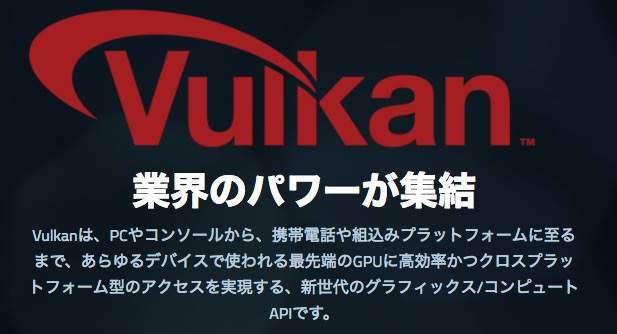 Vulkan™
業界のパワーが集結
Vulkanは、PCやコンソールから、携帯電話や組込みプラットフォームに至る
まで、あらゆるデバイスで使われる最先端のGPUに高効率かつクロスプラッ
トフォーム型のアクセスを実現する、新世代のグラフィックス/コンピュート
APIです。